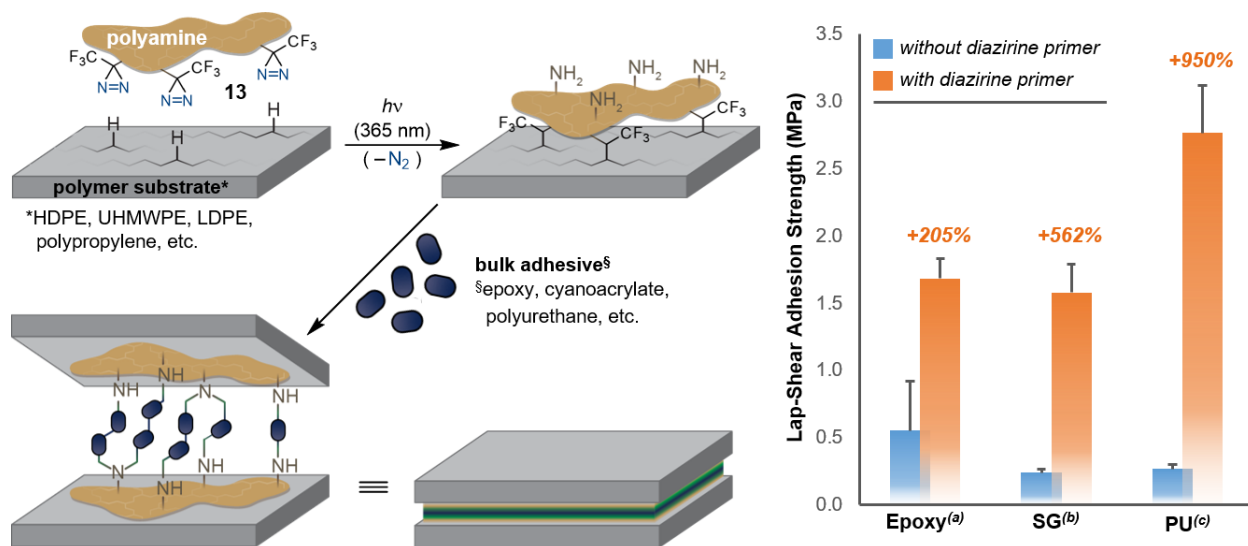 polyamine
CF₃
CF₃
CF₃
N=N
N=N
N=N
13
H
H
H
polymer substrate*
*HDPE, UHMWPE, LDPE,
polypropylene, etc.
hν
(365 nm)
(−N₂)
NH₂
NH₂
NH₂
NH₂
F₃C
F₃C
CF₃
bulk adhesive§
§epoxy, cyanoacrylate,
polyurethane, etc.
NH
NH
N
NH
N
NH
NH
NH
≡
Lap-Shear Adhesion Strength (MPa)
3.5
3.0
2.5
2.0
1.5
1.0
0.5
0.0
without diazirine primer
with diazirine primer
+205%
+562%
+950%
Epoxy(a)
SG(b)
PU(c)